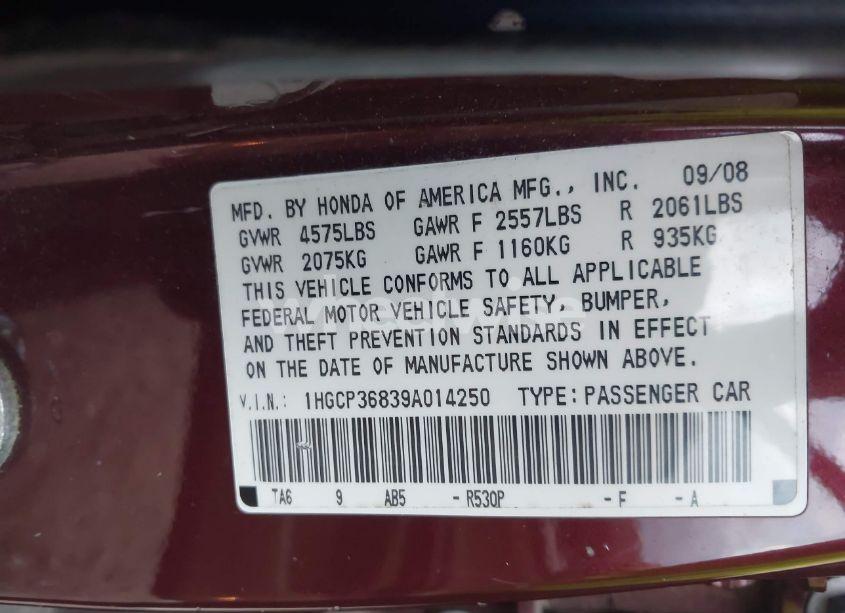 MFD. BY HONDA OF AMERICA MFG., INC. 09/08
GVWR 4575LBS GAWR F 2557LBS R 2061LBS
GVWR 2075KG GAWR F 1160KG R 935KG
THIS VEHICLE CONFORMS TO ALL APPLICABLE
FEDERAL MOTOR VEHICLE SAFETY, BUMPER,
AND THEFT PREVENTION STANDARDS IN EFFECT
ON THE DATE OF MANUFACTURE SHOWN ABOVE.
V.I.N.: 1HGCP36839A014250 TYPE: PASSENGER CAR
TA6 9 AB5 -R530P -F -A